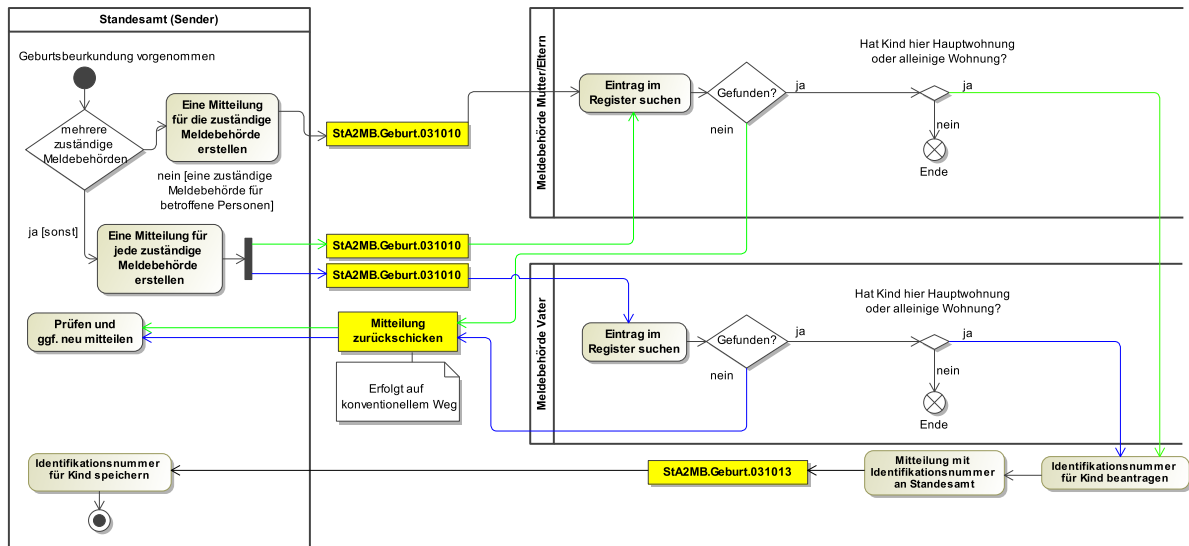 Standesamt (Sender)
Geburtsbeurkundung vorgenommen
mehrere
zuständige
Meldebehörden
Eine Mitteilung
für die zuständige
Meldebehörde
erstellen
nein [eine zuständige
Meldebehörde für
betroffene Personen]
ja [sonst]
Eine Mitteilung für
jede zuständige
Meldebehörde
erstellen
StA2MB.Geburt.031010
StA2MB.Geburt.031010
StA2MB.Geburt.031010
Meldebehörde Mutter/Eltern
Eintrag im
Register suchen
Gefunden?
ja
nein
Hat Kind hier Hauptwohnung
oder alleinige Wohnung?
ja
nein
Ende
Meldebehörde Vater
Eintrag im
Register suchen
Gefunden?
ja
nein
Hat Kind hier Hauptwohnung
oder alleinige Wohnung?
ja
nein
Ende
Prüfen und
ggf. neu mitteilen
Mitteilung
zurückschicken
Erfolgt auf
konventionellem Weg
Identifikationsnummer
für Kind speichern
StA2MB.Geburt.031013
Mitteilung mit
Identifikationsnummer
an Standesamt
Identifikationsnummer
für Kind beantragen